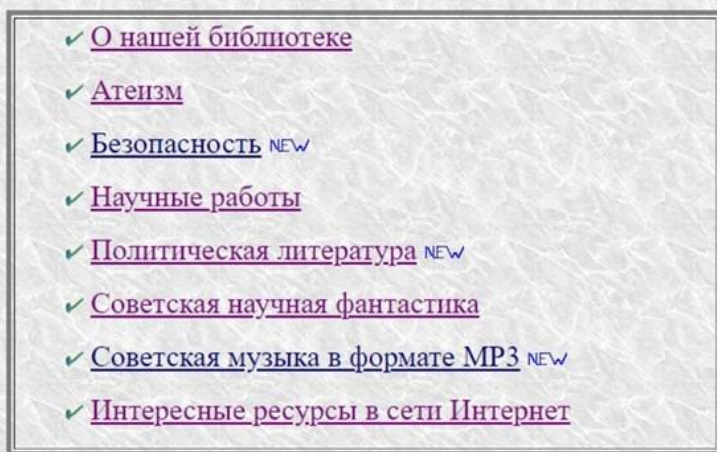 О нашей библиотеке
Атеизм
Безопасность NEW
Научные работы
Политическая литература NEW
Советская научная фантастика
Советская музыка в формате MP3 NEW
Интересные ресурсы в сети Интернет